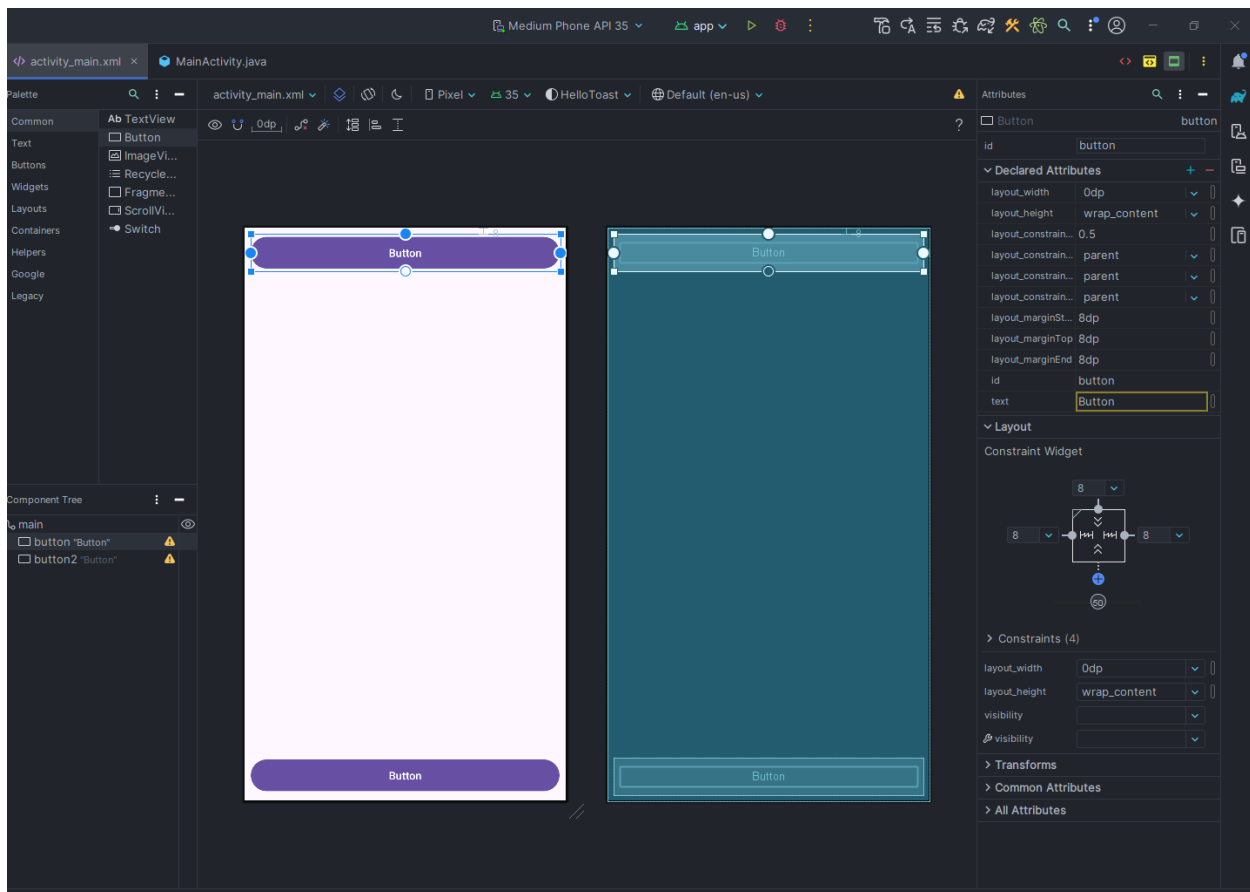 Medium Phone API 35
app
activity_main.xml
MainActivity.java
Palette
activity_main.xml
Pixel
35
HelloToast
Default (en-us)
Attributes
Common
Text
Buttons
Widgets
Layouts
Containers
Helpers
Google
Legacy
Ab TextView
Button
ImageVi...
Recycle...
Fragme...
ScrollVi...
Switch
0dp
?
Button
8
Button
8
Button
Button
Component Tree
main
button "Button"
button2 "Button"
Button button
id button
Declared Attributes
layout_width 0dp
layout_height wrap_content
layout_constrain... 0.5
layout_constrain... parent
layout_constrain... parent
layout_constrain... parent
layout_marginSt... 8dp
layout_marginTop 8dp
layout_marginEnd 8dp
id button
text Button
Layout
Constraint Widget
8
8
8
50
Constraints (4)
layout_width 0dp
layout_height wrap_content
visibility
visibility
Transforms
Common Attributes
All Attributes